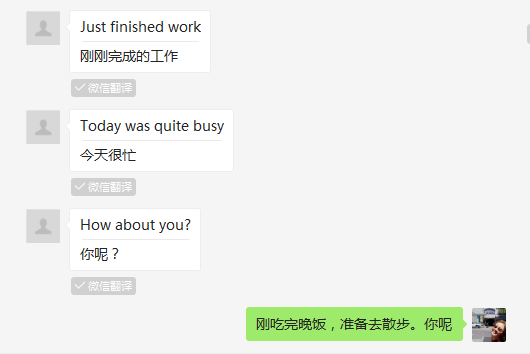 Just finished work
刚刚完成的工作
微信翻译
Today was quite busy
今天很忙
微信翻译
How about you?
你呢？
微信翻译
刚吃完晚饭，准备去散步。你呢